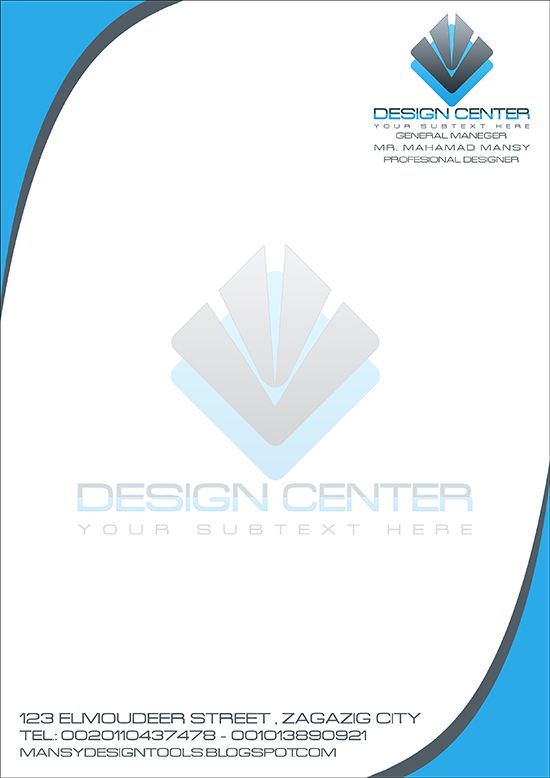 DESIGN CENTER
YOUR SUBTEXT HERE
GENERAL MANEGER
MR. MAHAMAD MANSY
PROFESIONAL DESIGNER
DESIGN CENTER
YOUR SUBTEXT HERE
123 ELMOUDEER STREET , ZAGAZIG CITY
TEL.: 0020110437478 - 001013890921
MANSYDESIGNTOOLS.BLOGSPOT.COM